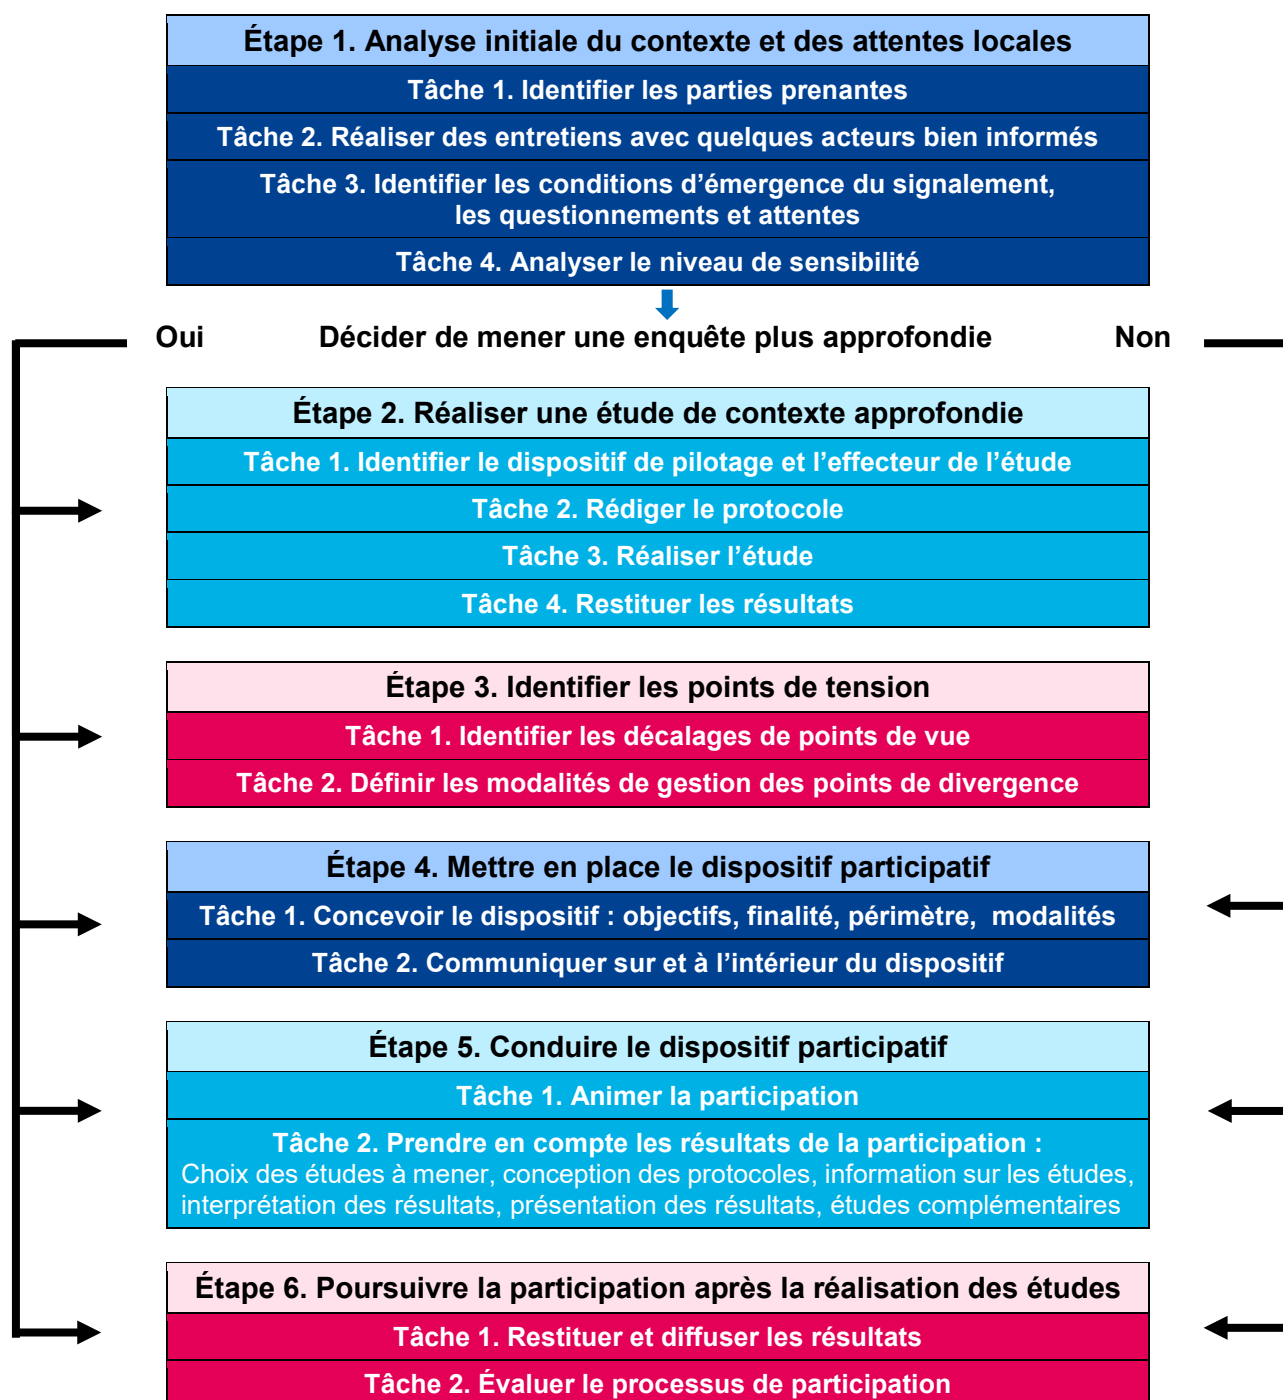 Étape 1. Analyse initiale du contexte et des attentes locales
Tâche 1. Identifier les parties prenantes
Tâche 2. Réaliser des entretiens avec quelques acteurs bien informés
Tâche 3. Identifier les conditions d’émergence du signalement,
les questionnements et attentes
Tâche 4. Analyser le niveau de sensibilité
Oui Décider de mener une enquête plus approfondie Non
Étape 2. Réaliser une étude de contexte approfondie
Tâche 1. Identifier le dispositif de pilotage et l’effecteur de l’étude
Tâche 2. Rédiger le protocole
Tâche 3. Réaliser l’étude
Tâche 4. Restituer les résultats
Étape 3. Identifier les points de tension
Tâche 1. Identifier les décalages de points de vue
Tâche 2. Définir les modalités de gestion des points de divergence
Étape 4. Mettre en place le dispositif participatif
Tâche 1. Concevoir le dispositif : objectifs, finalité, périmètre, modalités
Tâche 2. Communiquer sur et à l’intérieur du dispositif
Étape 5. Conduire le dispositif participatif
Tâche 1. Animer la participation
Tâche 2. Prendre en compte les résultats de la participation :
Choix des études à mener, conception des protocoles, information sur les études,
interprétation des résultats, présentation des résultats, études complémentaires
Étape 6. Poursuivre la participation après la réalisation des études
Tâche 1. Restituer et diffuser les résultats
Tâche 2. Évaluer le processus de participation